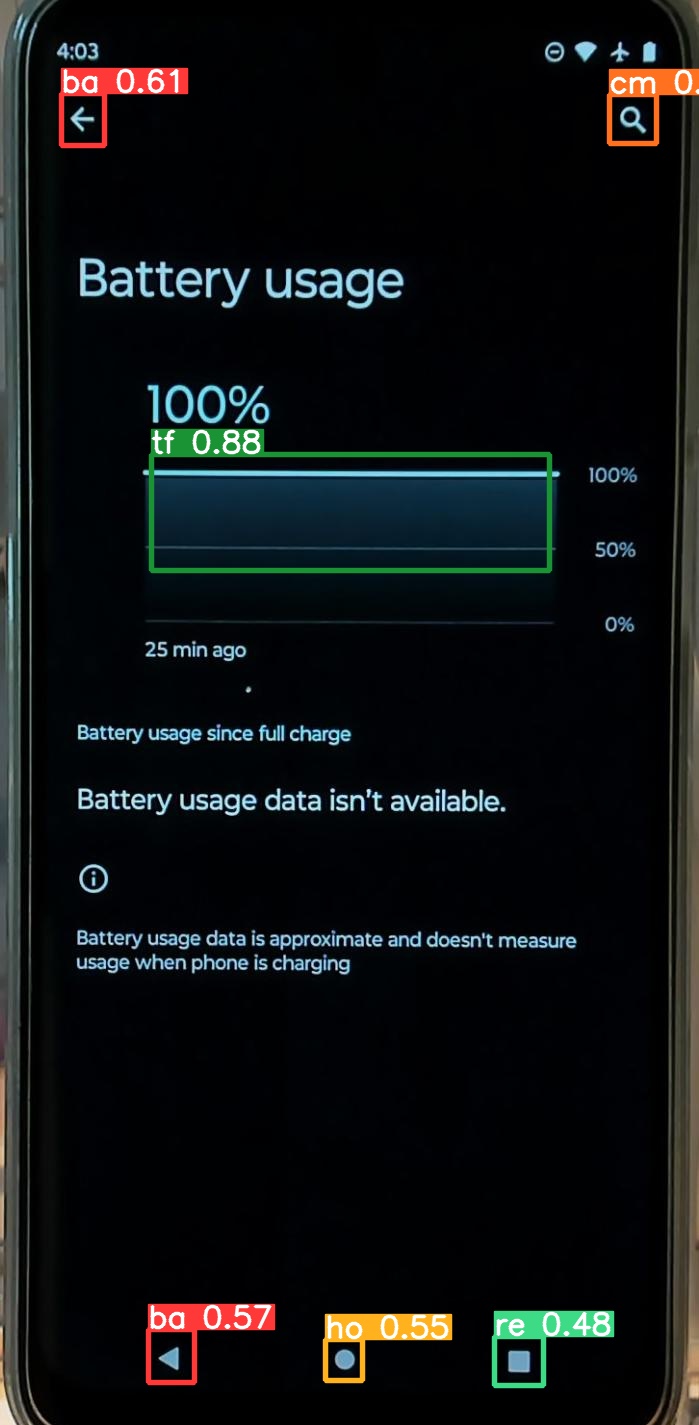 4:03
ba 0.61
cm 0.
Battery usage
100%
tf 0.88
100%
50%
0%
25 min ago
Battery usage since full charge
Battery usage data isn't available.
Battery usage data is approximate and doesn't measure
usage when phone is charging
ba 0.57
ho 0.55
re 0.48